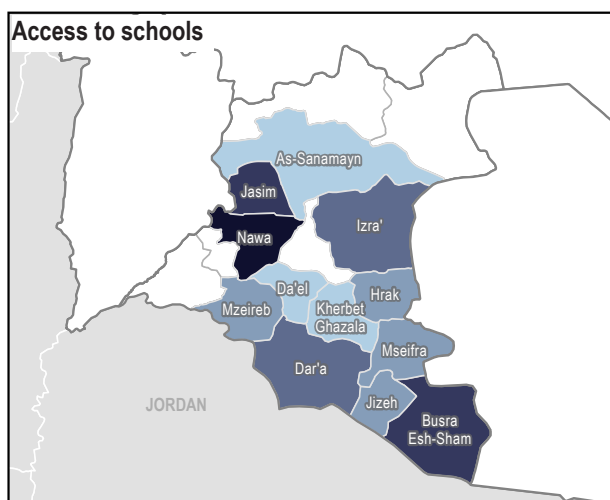 Access to schools
As-Sanamayn
Jasim
Izra'
Nawa
Da'el
Hrak
Mzeireb
Kherbet
Ghazala
Mseifra
Dar'a
JORDAN
Jizeh
Busra
Esh-Sham